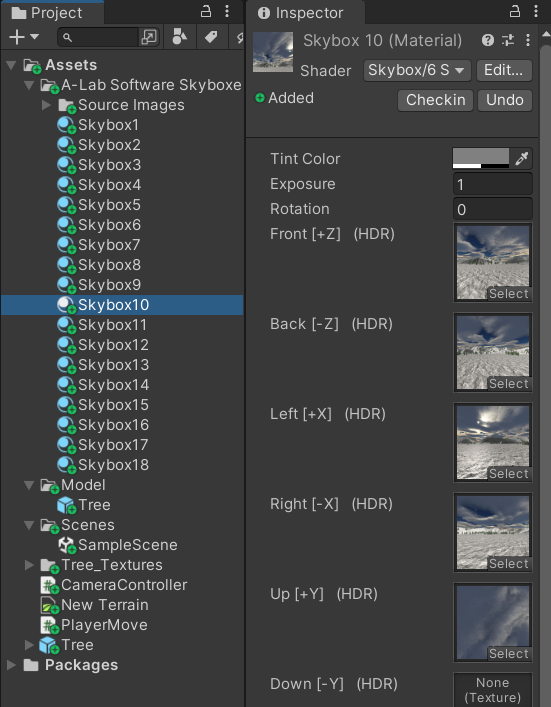 Project
Assets
A-Lab Software Skyboxe
Source Images
Skybox1
Skybox2
Skybox3
Skybox4
Skybox5
Skybox6
Skybox7
Skybox8
Skybox9
Skybox10
Skybox11
Skybox12
Skybox13
Skybox14
Skybox15
Skybox16
Skybox17
Skybox18
Model
Tree
Scenes
SampleScene
Tree_Textures
CameraController
New Terrain
PlayerMove
Tree
Packages
Inspector
Skybox 10 (Material)
Shader Skybox/6 S Edit...
Added Checkin Undo
Tint Color
Exposure 1
Rotation 0
Front [+Z] (HDR)
Select
Back [-Z] (HDR)
Select
Left [+X] (HDR)
Select
Right [-X] (HDR)
Select
Up [+Y] (HDR)
Select
Down [-Y] (HDR) None
(Texture)